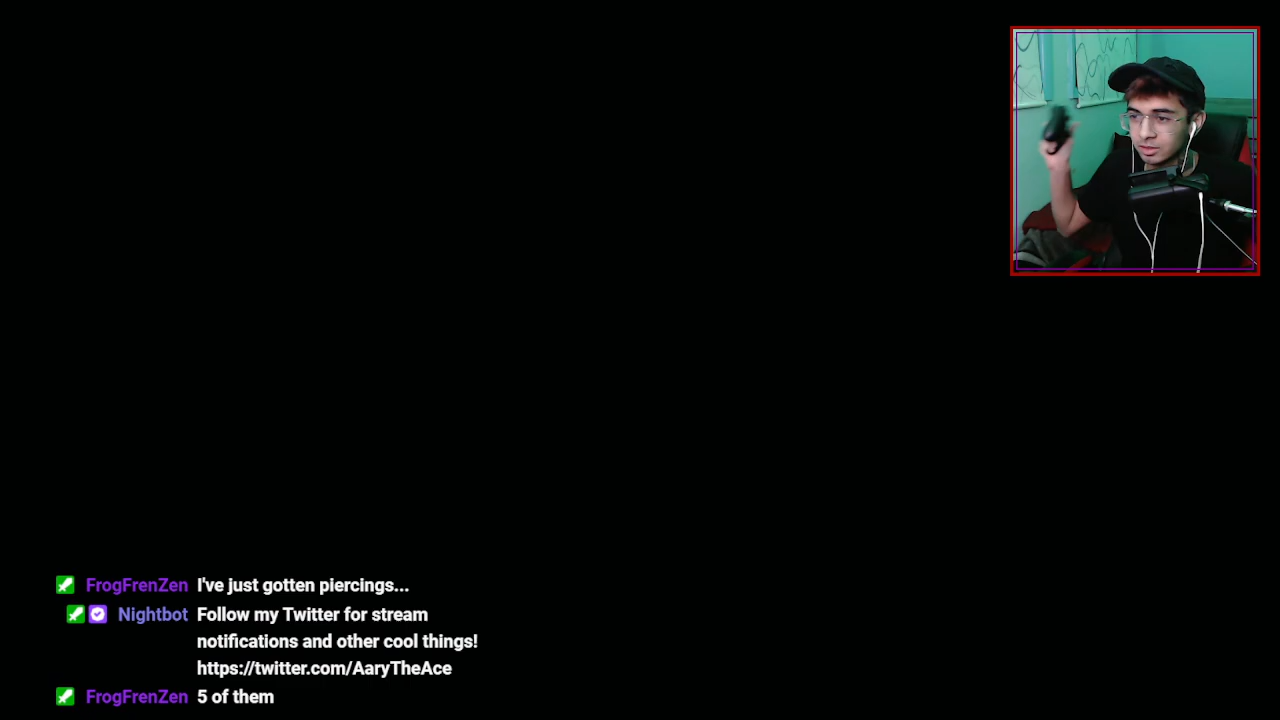 FrogFrenZen I've just gotten piercings...
Nightbot Follow my Twitter for stream
notifications and other cool things!
https://twitter.com/AaryTheAce
FrogFrenZen 5 of them